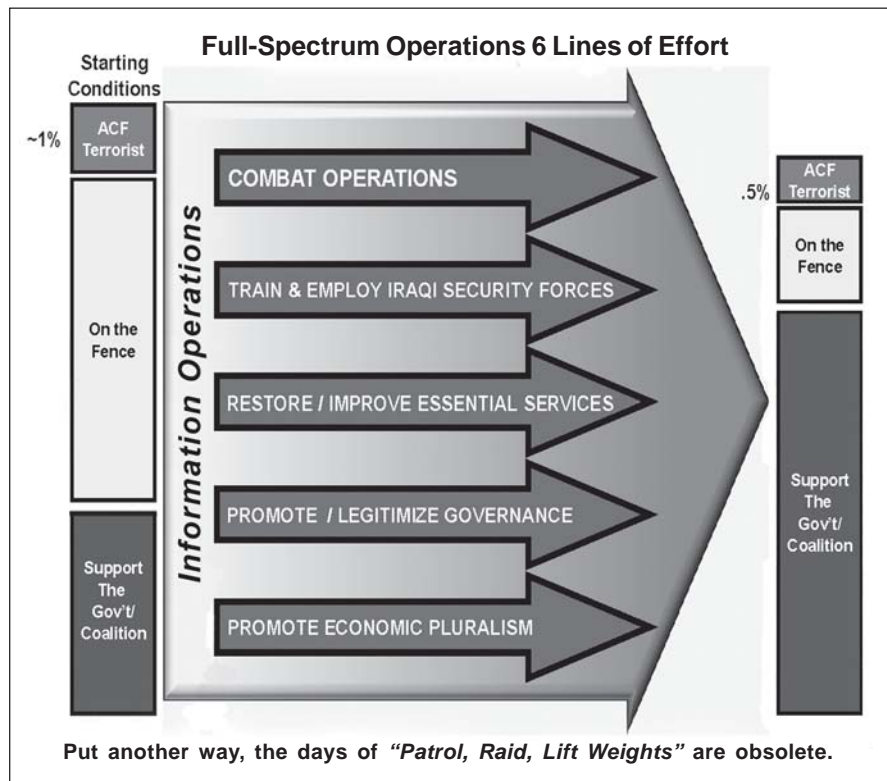 Full-Spectrum Operations 6 Lines of Effort
Starting
Conditions
~1%
ACF
Terrorist
On the
Fence
Support
The
Gov't/
Coalition
Information Operations
COMBAT OPERATIONS
TRAIN & EMPLOY IRAQI SECURITY FORCES
RESTORE / IMPROVE ESSENTIAL SERVICES
PROMOTE / LEGITIMIZE GOVERNANCE
PROMOTE ECONOMIC PLURALISM
.5%
ACF
Terrorist
On the
Fence
Support
The
Gov't/
Coalition
Put another way, the days of "Patrol, Raid, Lift Weights" are obsolete.